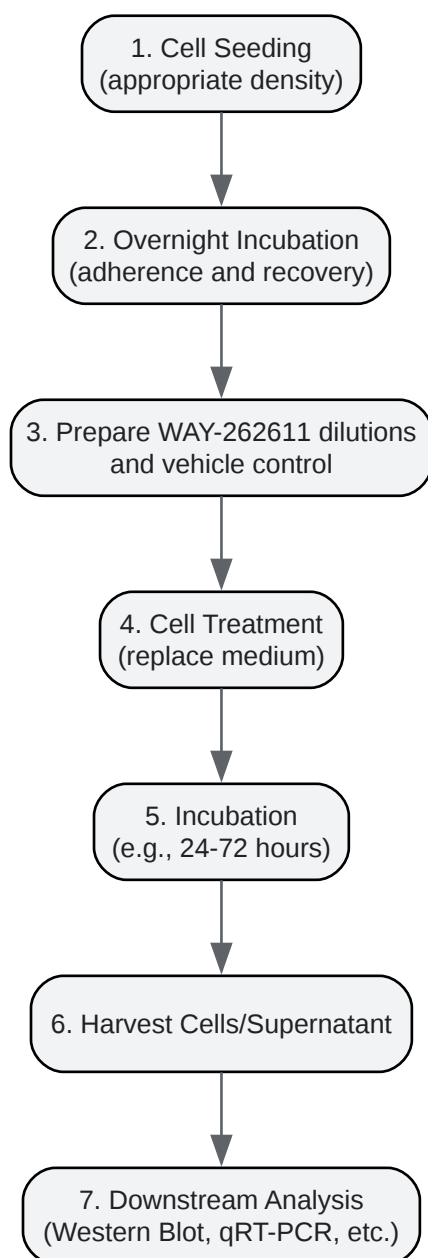 1. Cell Seeding
(appropriate density)
2. Overnight Incubation
(adherence and recovery)
3. Prepare WAY-262611 dilutions
and vehicle control
4. Cell Treatment
(replace medium)
5. Incubation
(e.g., 24-72 hours)
6. Harvest Cells/Supernatant
7. Downstream Analysis
(Western Blot, qRT-PCR, etc.)